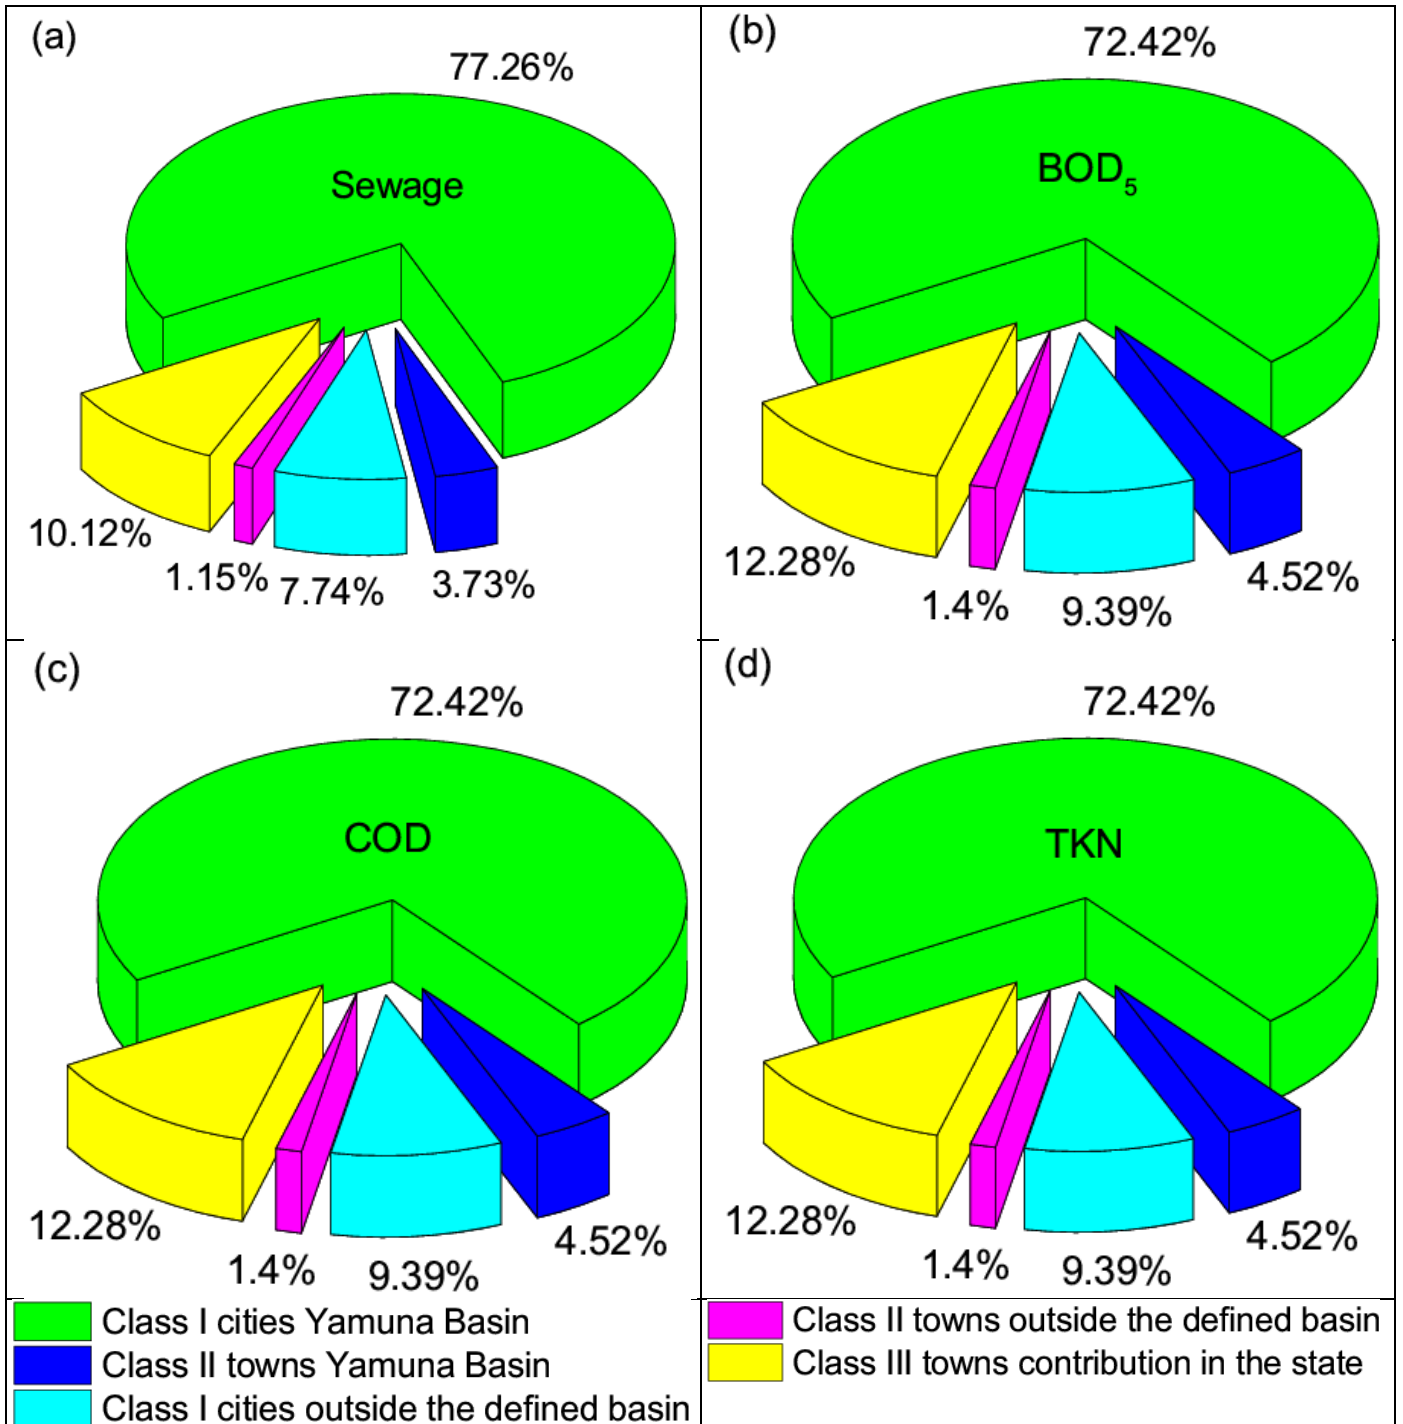 (a)
77.26%
Sewage
10.12%
1.15%
7.74%
3.73%
(b)
72.42%
BOD₅
12.28%
1.4%
9.39%
4.52%
(c)
72.42%
COD
12.28%
1.4%
9.39%
4.52%
(d)
72.42%
TKN
12.28%
1.4%
9.39%
4.52%
Class I cities Yamuna Basin
Class II towns Yamuna Basin
Class I cities outside the defined basin
Class II towns outside the defined basin
Class III towns contribution in the state